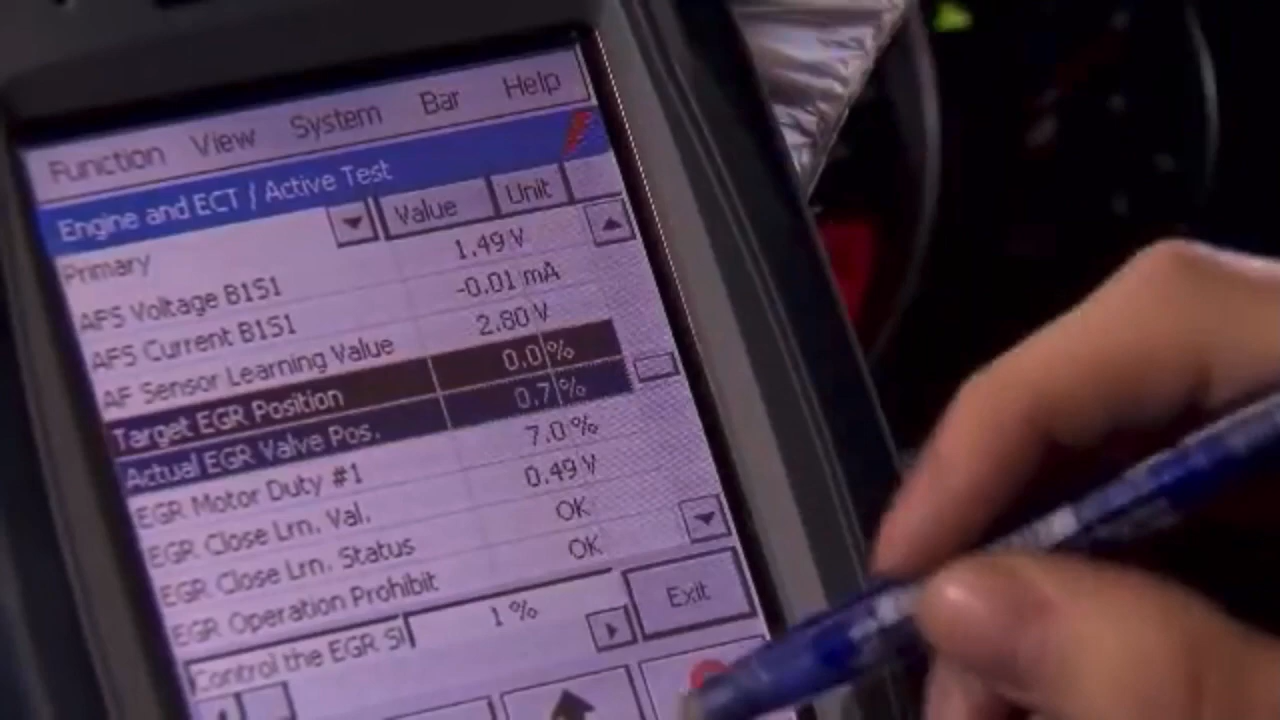 Function View System Bar Help
Engine and ECT / Active Test
Primary Value Unit
AFS Voltage B1S1 1.49 V
AFS Current B1S1 -0.01 mA
AF Sensor Learning Value 2.80 V
Target EGR Position 0.0 %
Actual EGR Valve Pos. 0.7 %
EGR Motor Duty #1 7.0 %
EGR Close Lrn. Val. 0.49 V
EGR Close Lrn. Status OK
EGR Operation Prohibit OK
Control the EGR S 1 % Exit